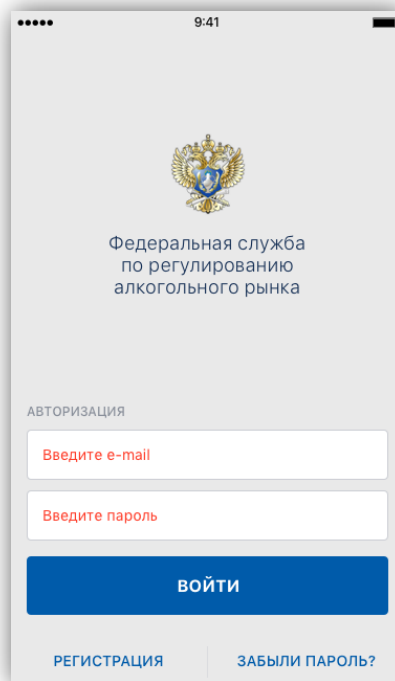 9:41
Федеральная служба
по регулированию
алкогольного рынка
АВТОРИЗАЦИЯ
Введите e-mail
Введите пароль
ВОЙТИ
РЕГИСТРАЦИЯ
ЗАБЫЛИ ПАРОЛЬ?